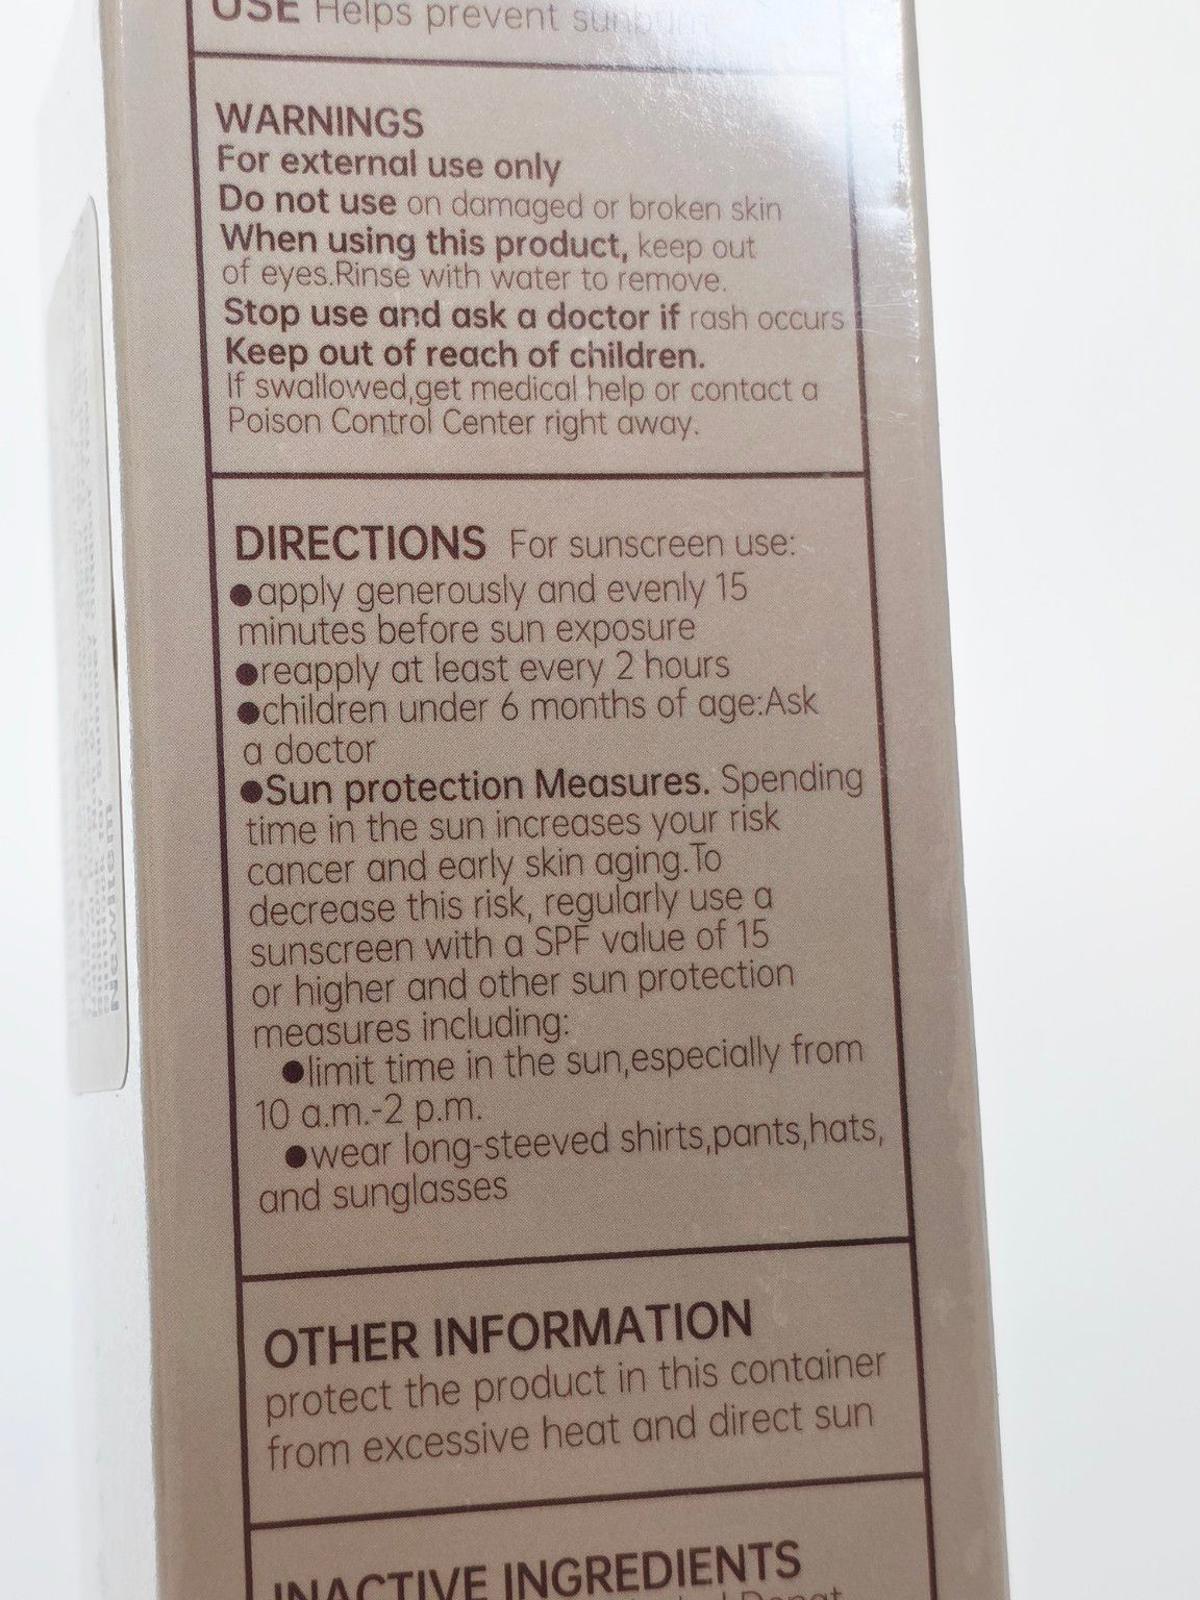 USE Helps prevent sunburn
WARNINGS
For external use only
Do not use on damaged or broken skin
When using this product, keep out
of eyes.Rinse with water to remove.
Stop use and ask a doctor if rash occurs
Keep out of reach of children.
If swallowed,get medical help or contact a
Poison Control Center right away.
DIRECTIONS For sunscreen use:
●apply generously and evenly 15
minutes before sun exposure
●reapply at least every 2 hours
●children under 6 months of age:Ask
a doctor
●Sun protection Measures. Spending
time in the sun increases your risk
cancer and early skin aging.To
decrease this risk, regularly use a
sunscreen with a SPF value of 15
or higher and other sun protection
measures including:
●limit time in the sun,especially from
10 a.m.-2 p.m.
●wear long-steeved shirts,pants,hats,
and sunglasses
OTHER INFORMATION
protect the product in this container
from excessive heat and direct sun
INACTIVE INGREDIENTS